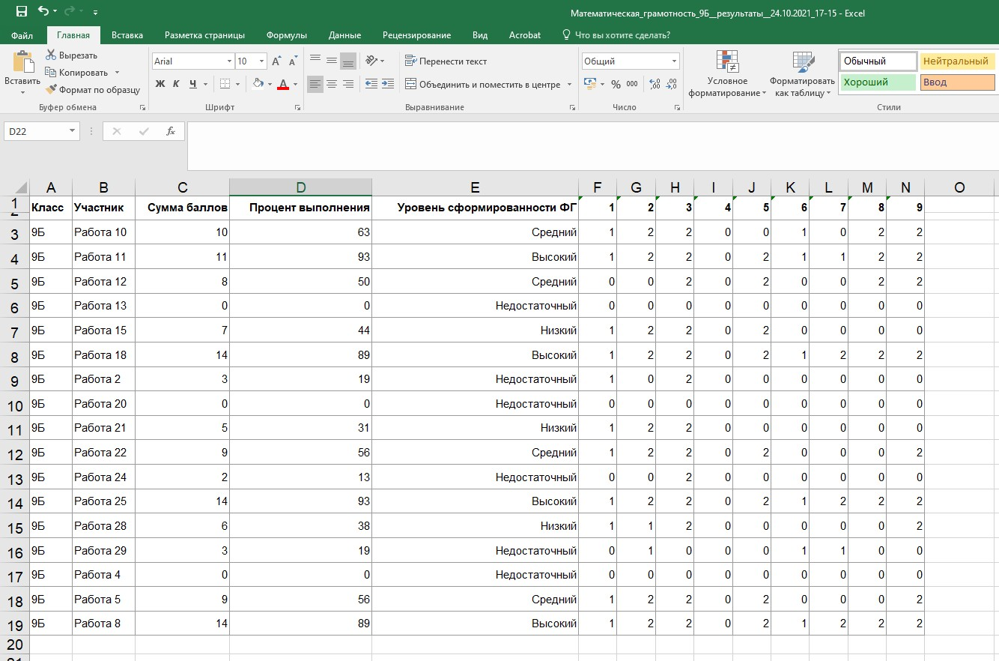 Математическая_грамотность_9Б__результаты__24.10.2021_17-15 - Excel
Файл Главная Вставка Разметка страницы Формулы Данные Рецензирование Вид Acrobat Что вы хотите сделать?
Вставить Вырезать
Копировать
Формат по образцу
Буфер обмена
Arial 10 A A
Ж К Ч A
Шрифт
Перенести текст
Объединить и поместить в центре
Выравнивание
Общий
% 000 ,00 ,00
Число
Условное форматирование
Форматировать как таблицу
Обычный Нейтральный
Хороший Ввод
Стили
D22 fx
A B C D E F G H I J K L M N O
1 Класс Участник Сумма баллов Процент выполнения Уровень сформированности ФГ 1 2 3 4 5 6 7 8 9
3 9Б Работа 10 10 63 Средний 1 2 2 0 0 1 0 2 2
4 9Б Работа 11 11 93 Высокий 1 2 2 0 2 1 1 2 2
5 9Б Работа 12 8 50 Средний 0 0 2 0 2 0 0 2 2
6 9Б Работа 13 0 0 Недостаточный 0 0 0 0 0 0 0 0 0
7 9Б Работа 15 7 44 Низкий 1 2 2 0 2 0 0 0 0
8 9Б Работа 18 14 89 Высокий 1 2 2 0 2 1 2 2 2
9 9Б Работа 2 3 19 Недостаточный 1 0 2 0 0 0 0 0 0
10 9Б Работа 20 0 0 Недостаточный 0 0 0 0 0 0 0 0 0
11 9Б Работа 21 5 31 Низкий 1 2 2 0 0 0 0 0 0
12 9Б Работа 22 9 56 Средний 1 2 2 0 2 0 0 0 2
13 9Б Работа 24 2 13 Недостаточный 0 0 2 0 0 0 0 0 0
14 9Б Работа 25 14 93 Высокий 1 2 2 0 2 1 2 2 2
15 9Б Работа 28 6 38 Низкий 1 1 2 0 0 0 0 0 2
16 9Б Работа 29 3 19 Недостаточный 0 1 0 0 0 1 1 0 0
17 9Б Работа 4 0 0 Недостаточный 0 0 0 0 0 0 0 0 0
18 9Б Работа 5 9 56 Средний 1 2 2 0 2 0 0 0 2
19 9Б Работа 8 14 89 Высокий 1 2 2 0 2 1 2 2 2
20